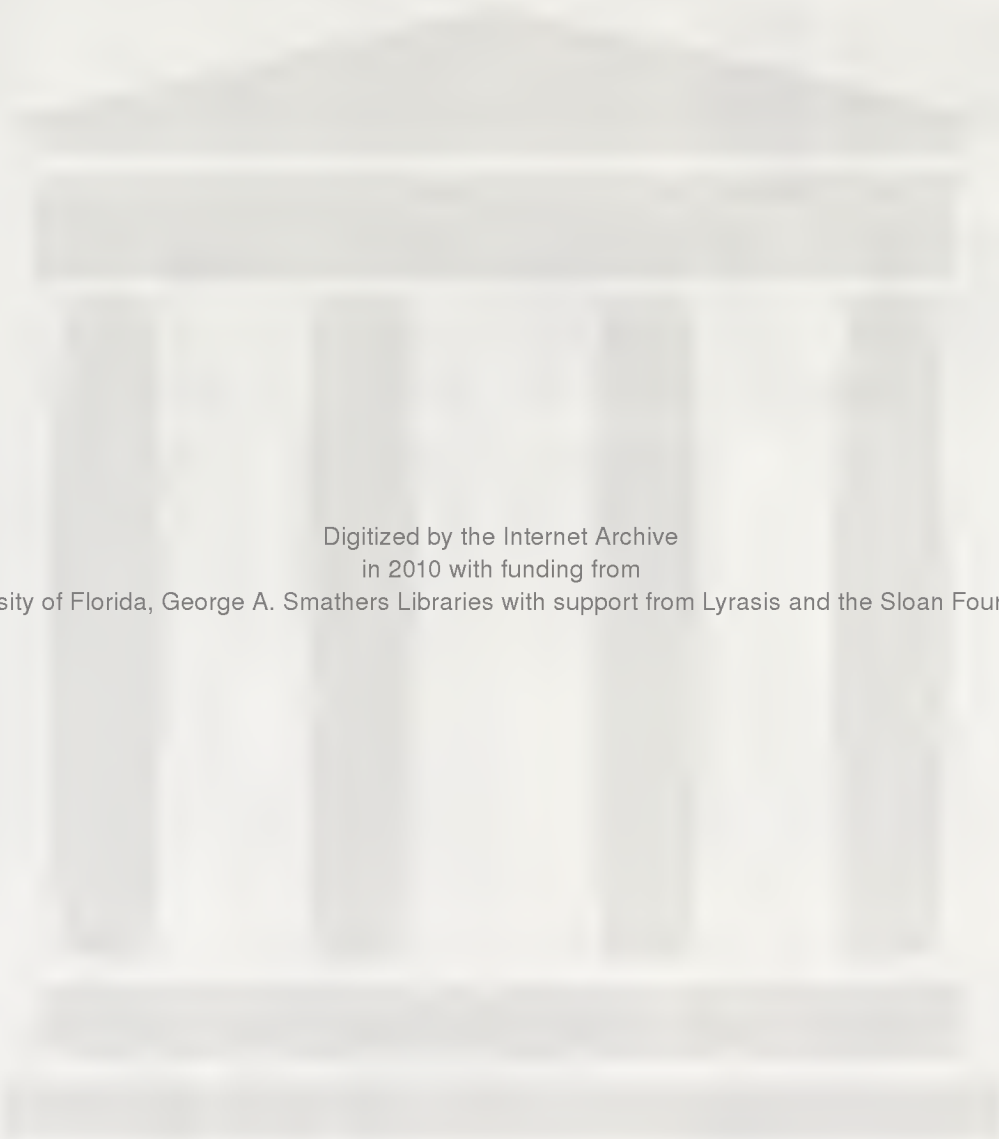 Digitized by the Internet Archive
in 2010 with funding from
sity of Florida, George A. Smathers Libraries with support from Lyrasis and the Sloan Four